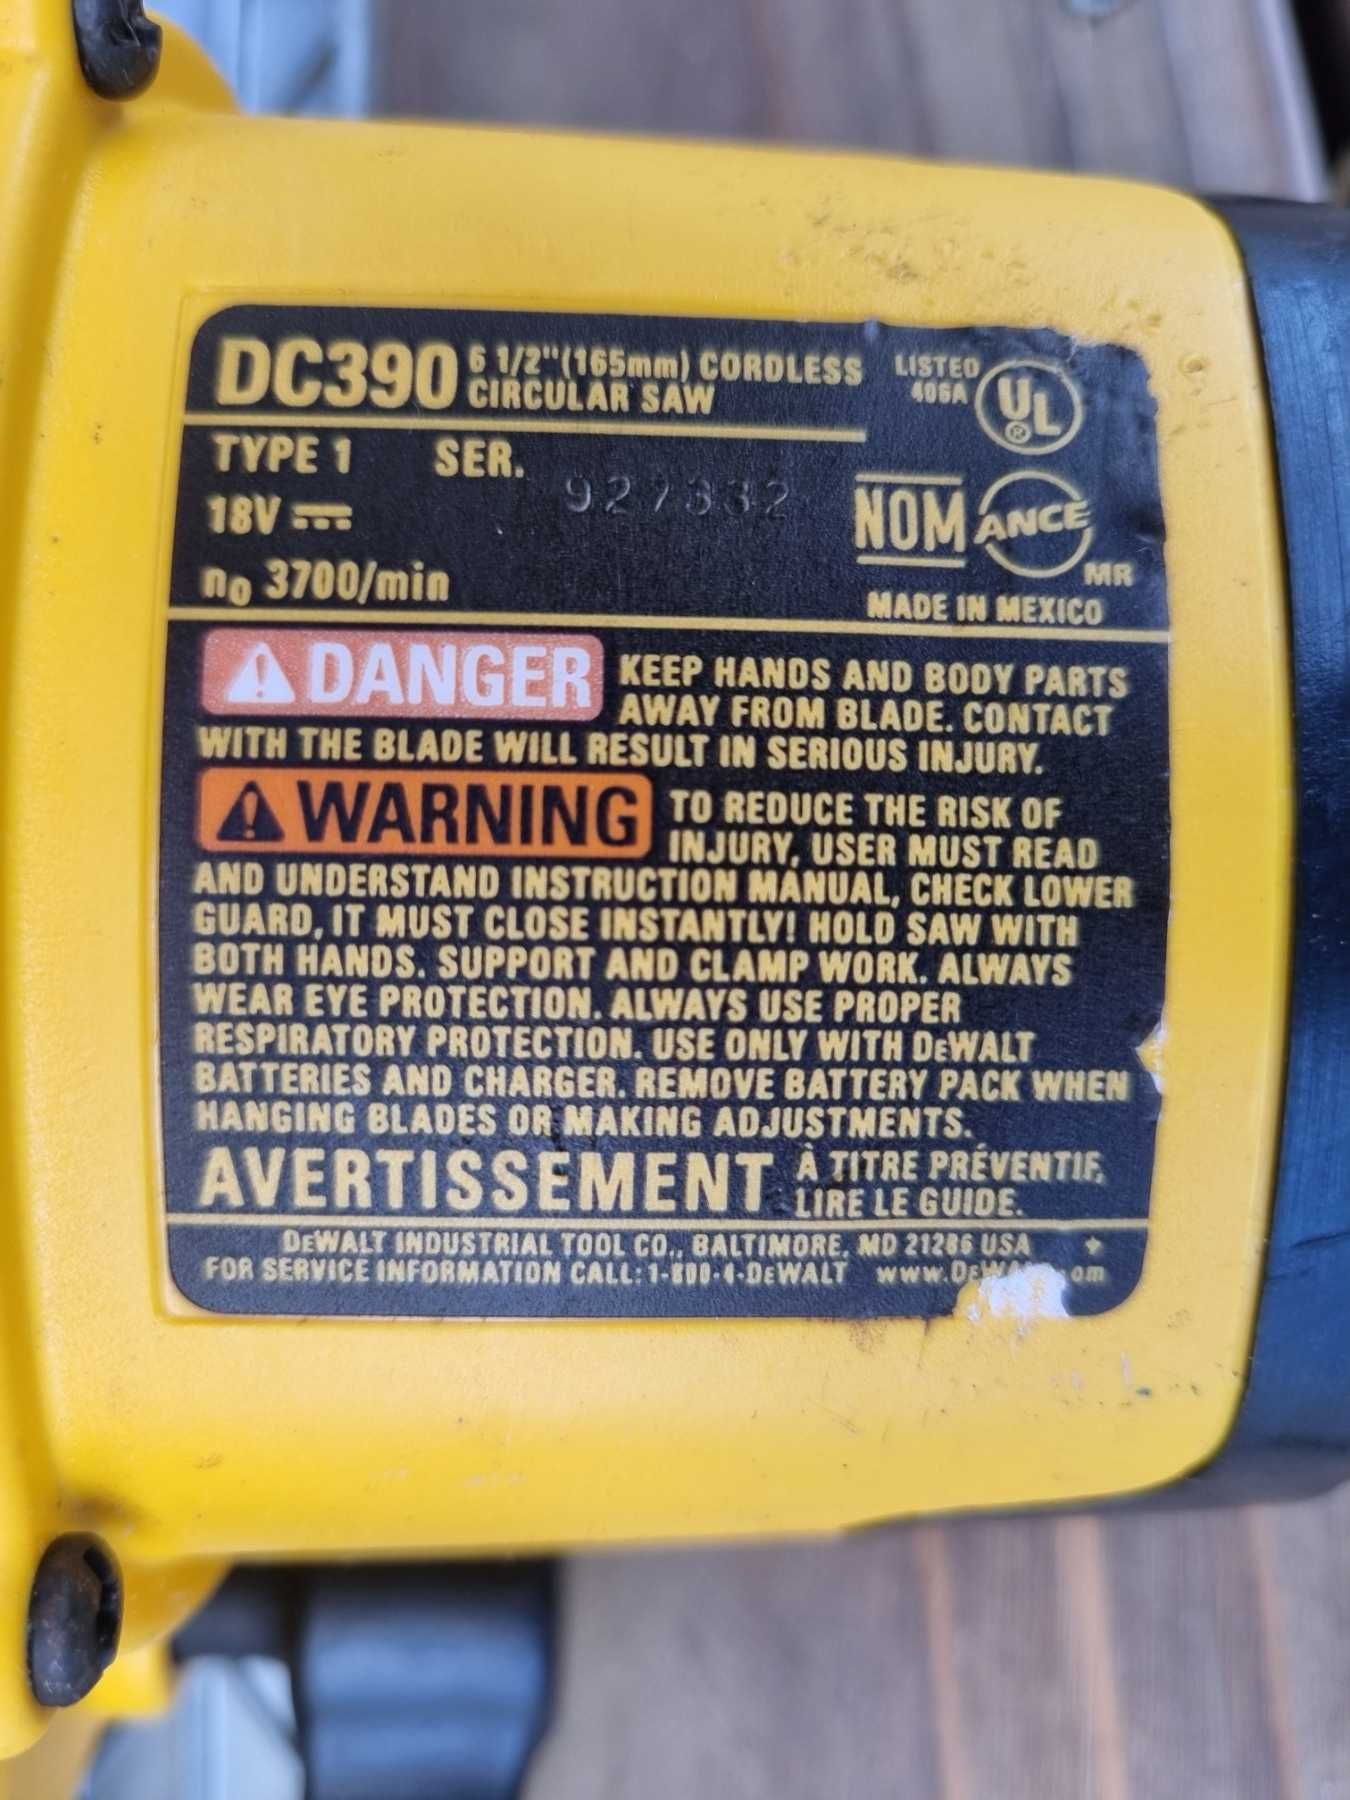 DC390 6 1/2" (165mm) CORDLESS
CIRCULAR SAW
LISTED
406A
UL
®
TYPE 1 SER.
927332
18V
n₀ 3700/min
NOM ANCE
MR
MADE IN MEXICO
DANGER KEEP HANDS AND BODY PARTS
AWAY FROM BLADE. CONTACT
WITH THE BLADE WILL RESULT IN SERIOUS INJURY.
WARNING TO REDUCE THE RISK OF
INJURY, USER MUST READ
AND UNDERSTAND INSTRUCTION MANUAL, CHECK LOWER
GUARD, IT MUST CLOSE INSTANTLY! HOLD SAW WITH
BOTH HANDS. SUPPORT AND CLAMP WORK. ALWAYS
WEAR EYE PROTECTION. ALWAYS USE PROPER
RESPIRATORY PROTECTION. USE ONLY WITH DEWALT
BATTERIES AND CHARGER. REMOVE BATTERY PACK WHEN
HANGING BLADES OR MAKING ADJUSTMENTS.
AVERTISSEMENT À TITRE PRÉVENTIF,
LIRE LE GUIDE.
DEWALT INDUSTRIAL TOOL CO., BALTIMORE, MD 21286 USA
FOR SERVICE INFORMATION CALL: 1-800-4-DEWALT